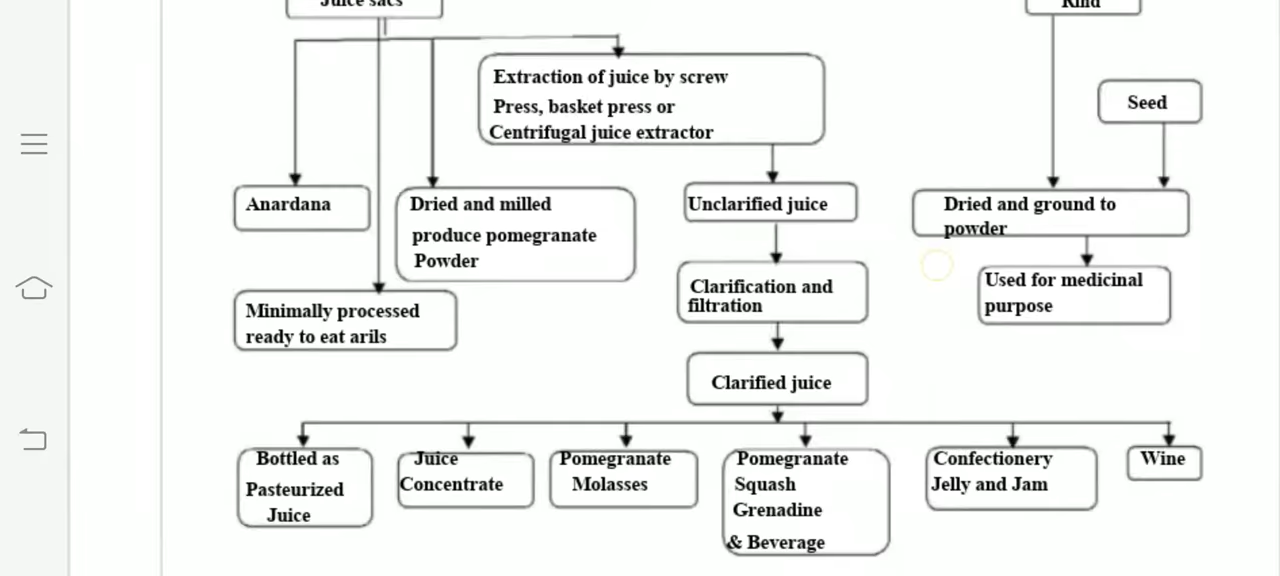 Juice sacs
Rind
Extraction of juice by screw
Press, basket press or
Centrifugal juice extractor
Seed
Anardana
Dried and milled
produce pomegranate
Powder
Unclarified juice
Dried and ground to
powder
Clarification and
filtration
Used for medicinal
purpose
Minimally processed
ready to eat arils
Clarified juice
Bottled as
Pasteurized
Juice
Juice
Concentrate
Pomegranate
Molasses
Pomegranate
Squash
Grenadine
& Beverage
Confectionery
Jelly and Jam
Wine